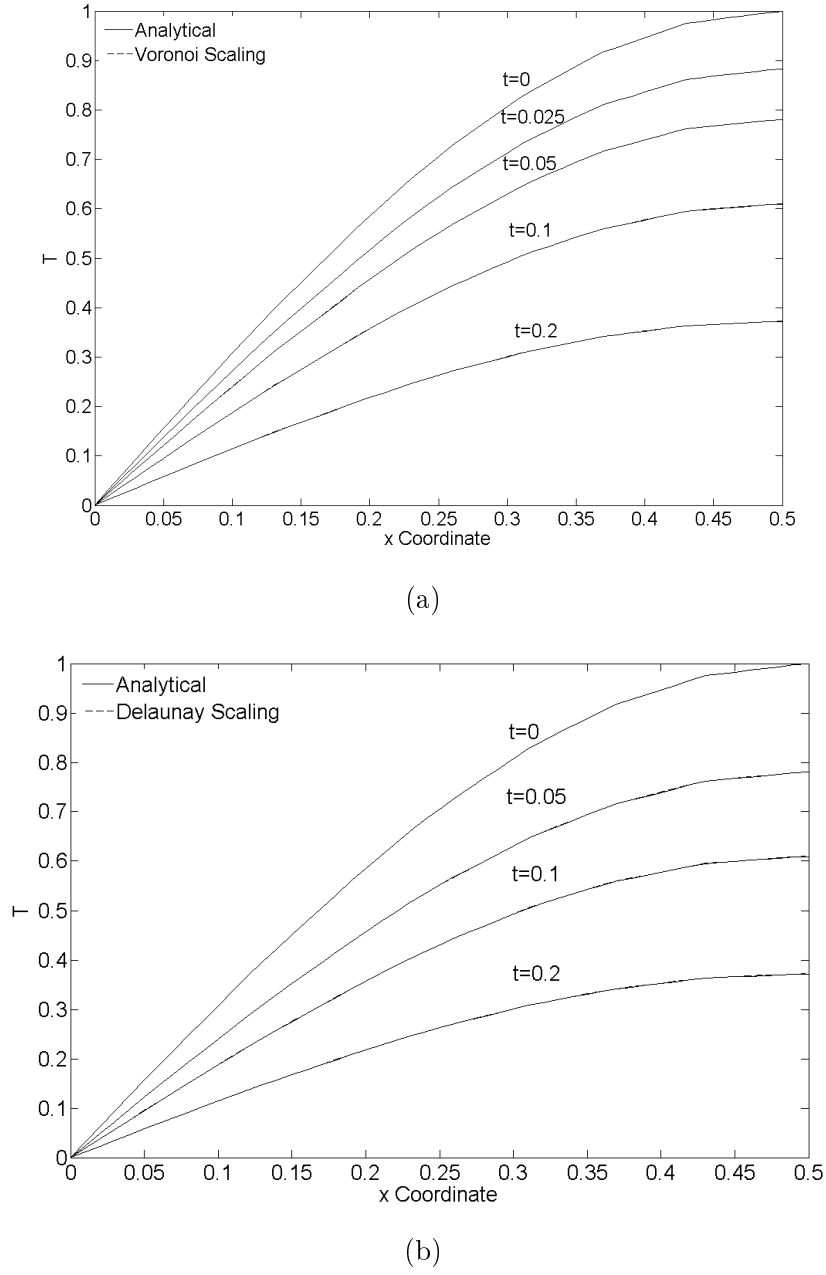 1
Analytical
Voronoi Scaling
0.9
t=0
0.8
t=0.025
0.7
t=0.05
0.6
t=0.1
0.5
T
0.4
t=0.2
0.3
0.2
0.1
0
0 0.05 0.1 0.15 0.2 0.25 0.3 0.35 0.4 0.45 0.5
x Coordinate
(a)
1
Analytical
Delaunay Scaling
0.9
t=0
0.8
t=0.05
0.7
0.6
t=0.1
0.5
T
0.4
t=0.2
0.3
0.2
0.1
0
0 0.05 0.1 0.15 0.2 0.25 0.3 0.35 0.4 0.45 0.5
x Coordinate
(b)